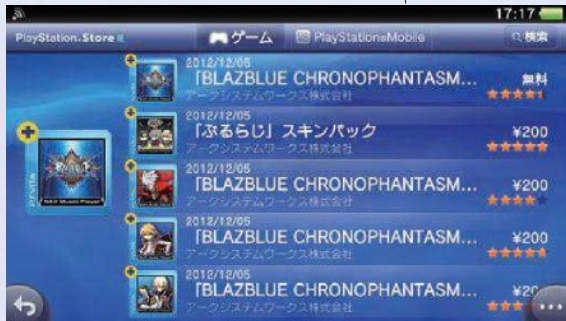 17:17
PlayStation®Store
ゲーム
PlayStation®Mobile
検索
2012/12/05
「BLAZBLUE CHRONOPHANTASM...
無料
アークシステムワークス株式会社
2012/12/05
「ぶるらじ」スキンパック
¥200
アークシステムワークス株式会社
PSVITA
2012/12/05
「BLAZBLUE CHRONOPHANTASM...
¥200
アークシステムワークス株式会社
2012/12/05
「BLAZBLUE CHRONOPHANTASM...
¥200
アークシステムワークス株式会社
2012/12/05
「BLAZBLUE CHRONOPHANTASM...
アークシステムワークス株式会社